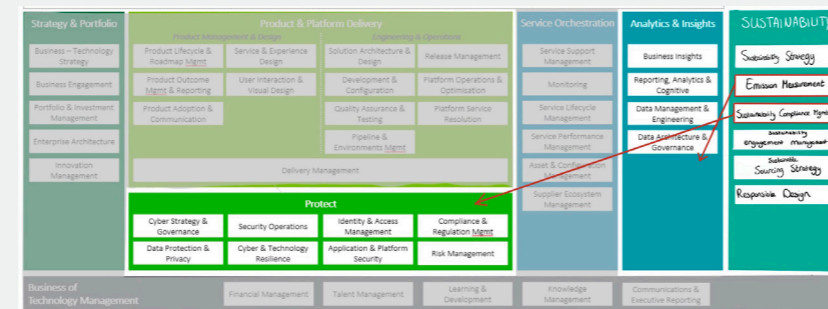 Strategy & Portfolio
Business – Technology
Strategy
Business Engagement
Portfolio & Investment
Management
Enterprise Architecture
Innovation
Management
Product & Platform Delivery
Product Management & Design
Product Lifecycle &
Roadmap Mgmt
Service & Experience
Design
Product Outcome
Mgmt & Reporting
User Interaction &
Visual Design
Product Adoption &
Communication
Engineering & Operations
Solution Architecture &
Design
Release Management
Development &
Configuration
Platform Operations &
Optimisation
Quality Assurance &
Testing
Platform Service
Resolution
Pipeline &
Environments Mgmt
Delivery Management
Protect
Cyber Strategy &
Governance
Security Operations
Identity & Access
Management
Compliance &
Regulation Mgmt
Data Protection &
Privacy
Cyber & Technology
Resilience
Application & Platform
Security
Risk Management
Service Orchestration
Service Support
Management
Monitoring
Service Lifecycle
Management
Service Performance
Management
Asset & Configuration
Management
Supplier Ecosystem
Management
Analytics & Insights
Business Insights
Reporting, Analytics &
Cognitive
Data Management &
Engineering
Data Architecture &
Governance
SUSTAINABILITY
Sustainability Strategy
Emission Measurement
Sustainability Compliance Mgmt
Sustainability
engagement management
Sustainable
Sourcing Strategy
Responsible Design
Business of
Technology Management
Financial Management
Talent Management
Learning &
Development
Knowledge
Management
Communications &
Executive Reporting